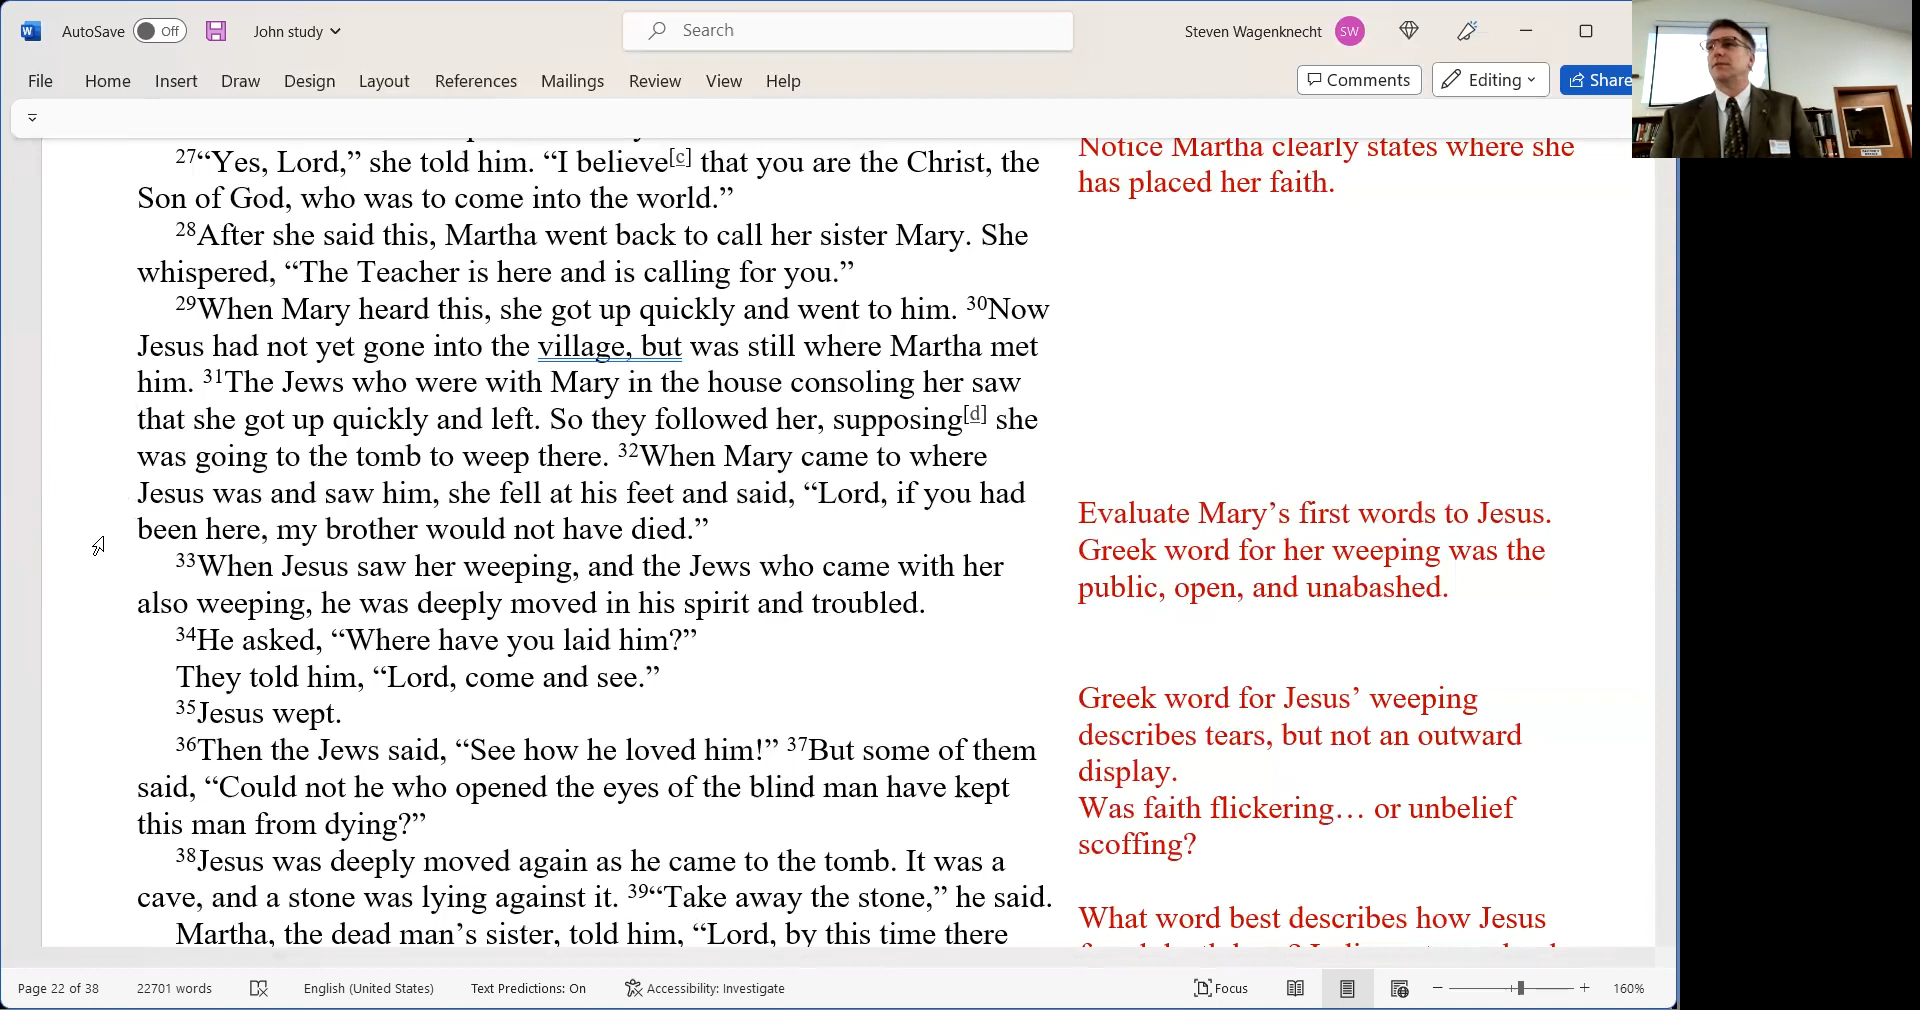 AutoSave Off John study Search Steven Wagenknecht SW
File Home Insert Draw Design Layout References Mailings Review View Help Comments Editing Share
27“Yes, Lord,” she told him. “I believe[c] that you are the Christ, the
Son of God, who was to come into the world.”
28After she said this, Martha went back to call her sister Mary. She
whispered, “The Teacher is here and is calling for you.”
29When Mary heard this, she got up quickly and went to him. 30Now
Jesus had not yet gone into the village, but was still where Martha met
him. 31The Jews who were with Mary in the house consoling her saw
that she got up quickly and left. So they followed her, supposing[d] she
was going to the tomb to weep there. 32When Mary came to where
Jesus was and saw him, she fell at his feet and said, “Lord, if you had
been here, my brother would not have died.”
33When Jesus saw her weeping, and the Jews who came with her
also weeping, he was deeply moved in his spirit and troubled.
34He asked, “Where have you laid him?”
They told him, “Lord, come and see.”
35Jesus wept.
36Then the Jews said, “See how he loved him!” 37But some of them
said, “Could not he who opened the eyes of the blind man have kept
this man from dying?”
38Jesus was deeply moved again as he came to the tomb. It was a
cave, and a stone was lying against it. 39“Take away the stone,” he said.
Martha, the dead man’s sister, told him, “Lord, by this time there
Notice Martha clearly states where she
has placed her faith.
Evaluate Mary’s first words to Jesus.
Greek word for her weeping was the
public, open, and unabashed.
Greek word for Jesus’ weeping
describes tears, but not an outward
display.
Was faith flickering… or unbelief
scoffing?
What word best describes how Jesus
Page 22 of 38 22701 words English (United States) Text Predictions: On Accessibility: Investigate Focus 160%